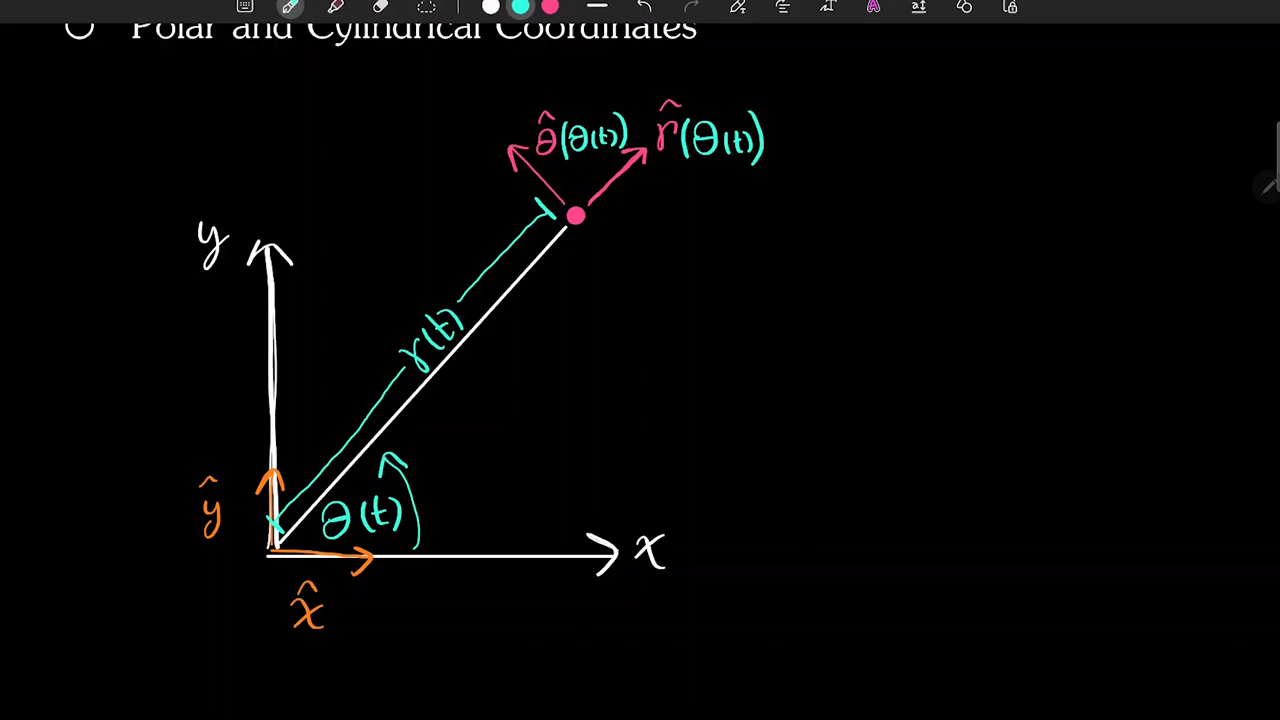 Polar and Cylindrical Coordinates
θ̂(θ(t)) r̂(θ(t))
y
r(t)
ŷ
θ(t)
x
x̂